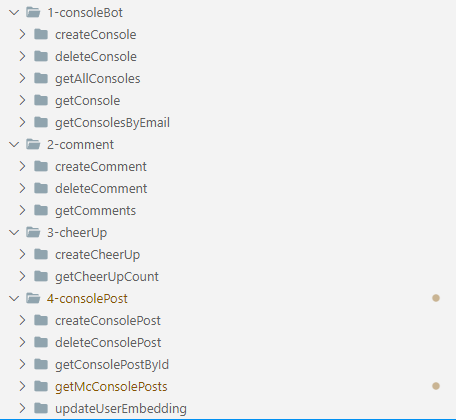 1-consoleBot
createConsole
deleteConsole
getAllConsoles
getConsole
getConsolesByEmail
2-comment
createComment
deleteComment
getComments
3-cheerUp
createCheerUp
getCheerUpCount
4-consolePost
createConsolePost
deleteConsolePost
getConsolePostById
getMcConsolePosts
updateUserEmbedding